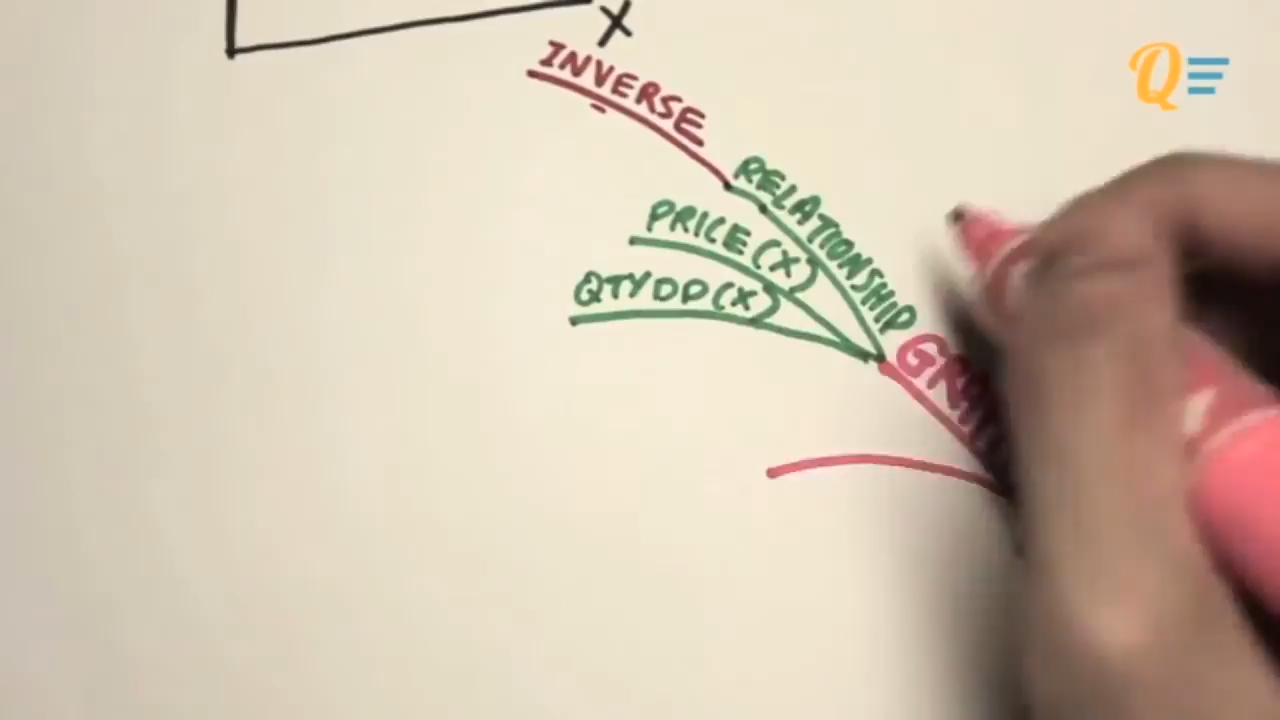 X
INVERSE
RELATIONSHIP
PRICE(X)
QTYDD(X)
Q